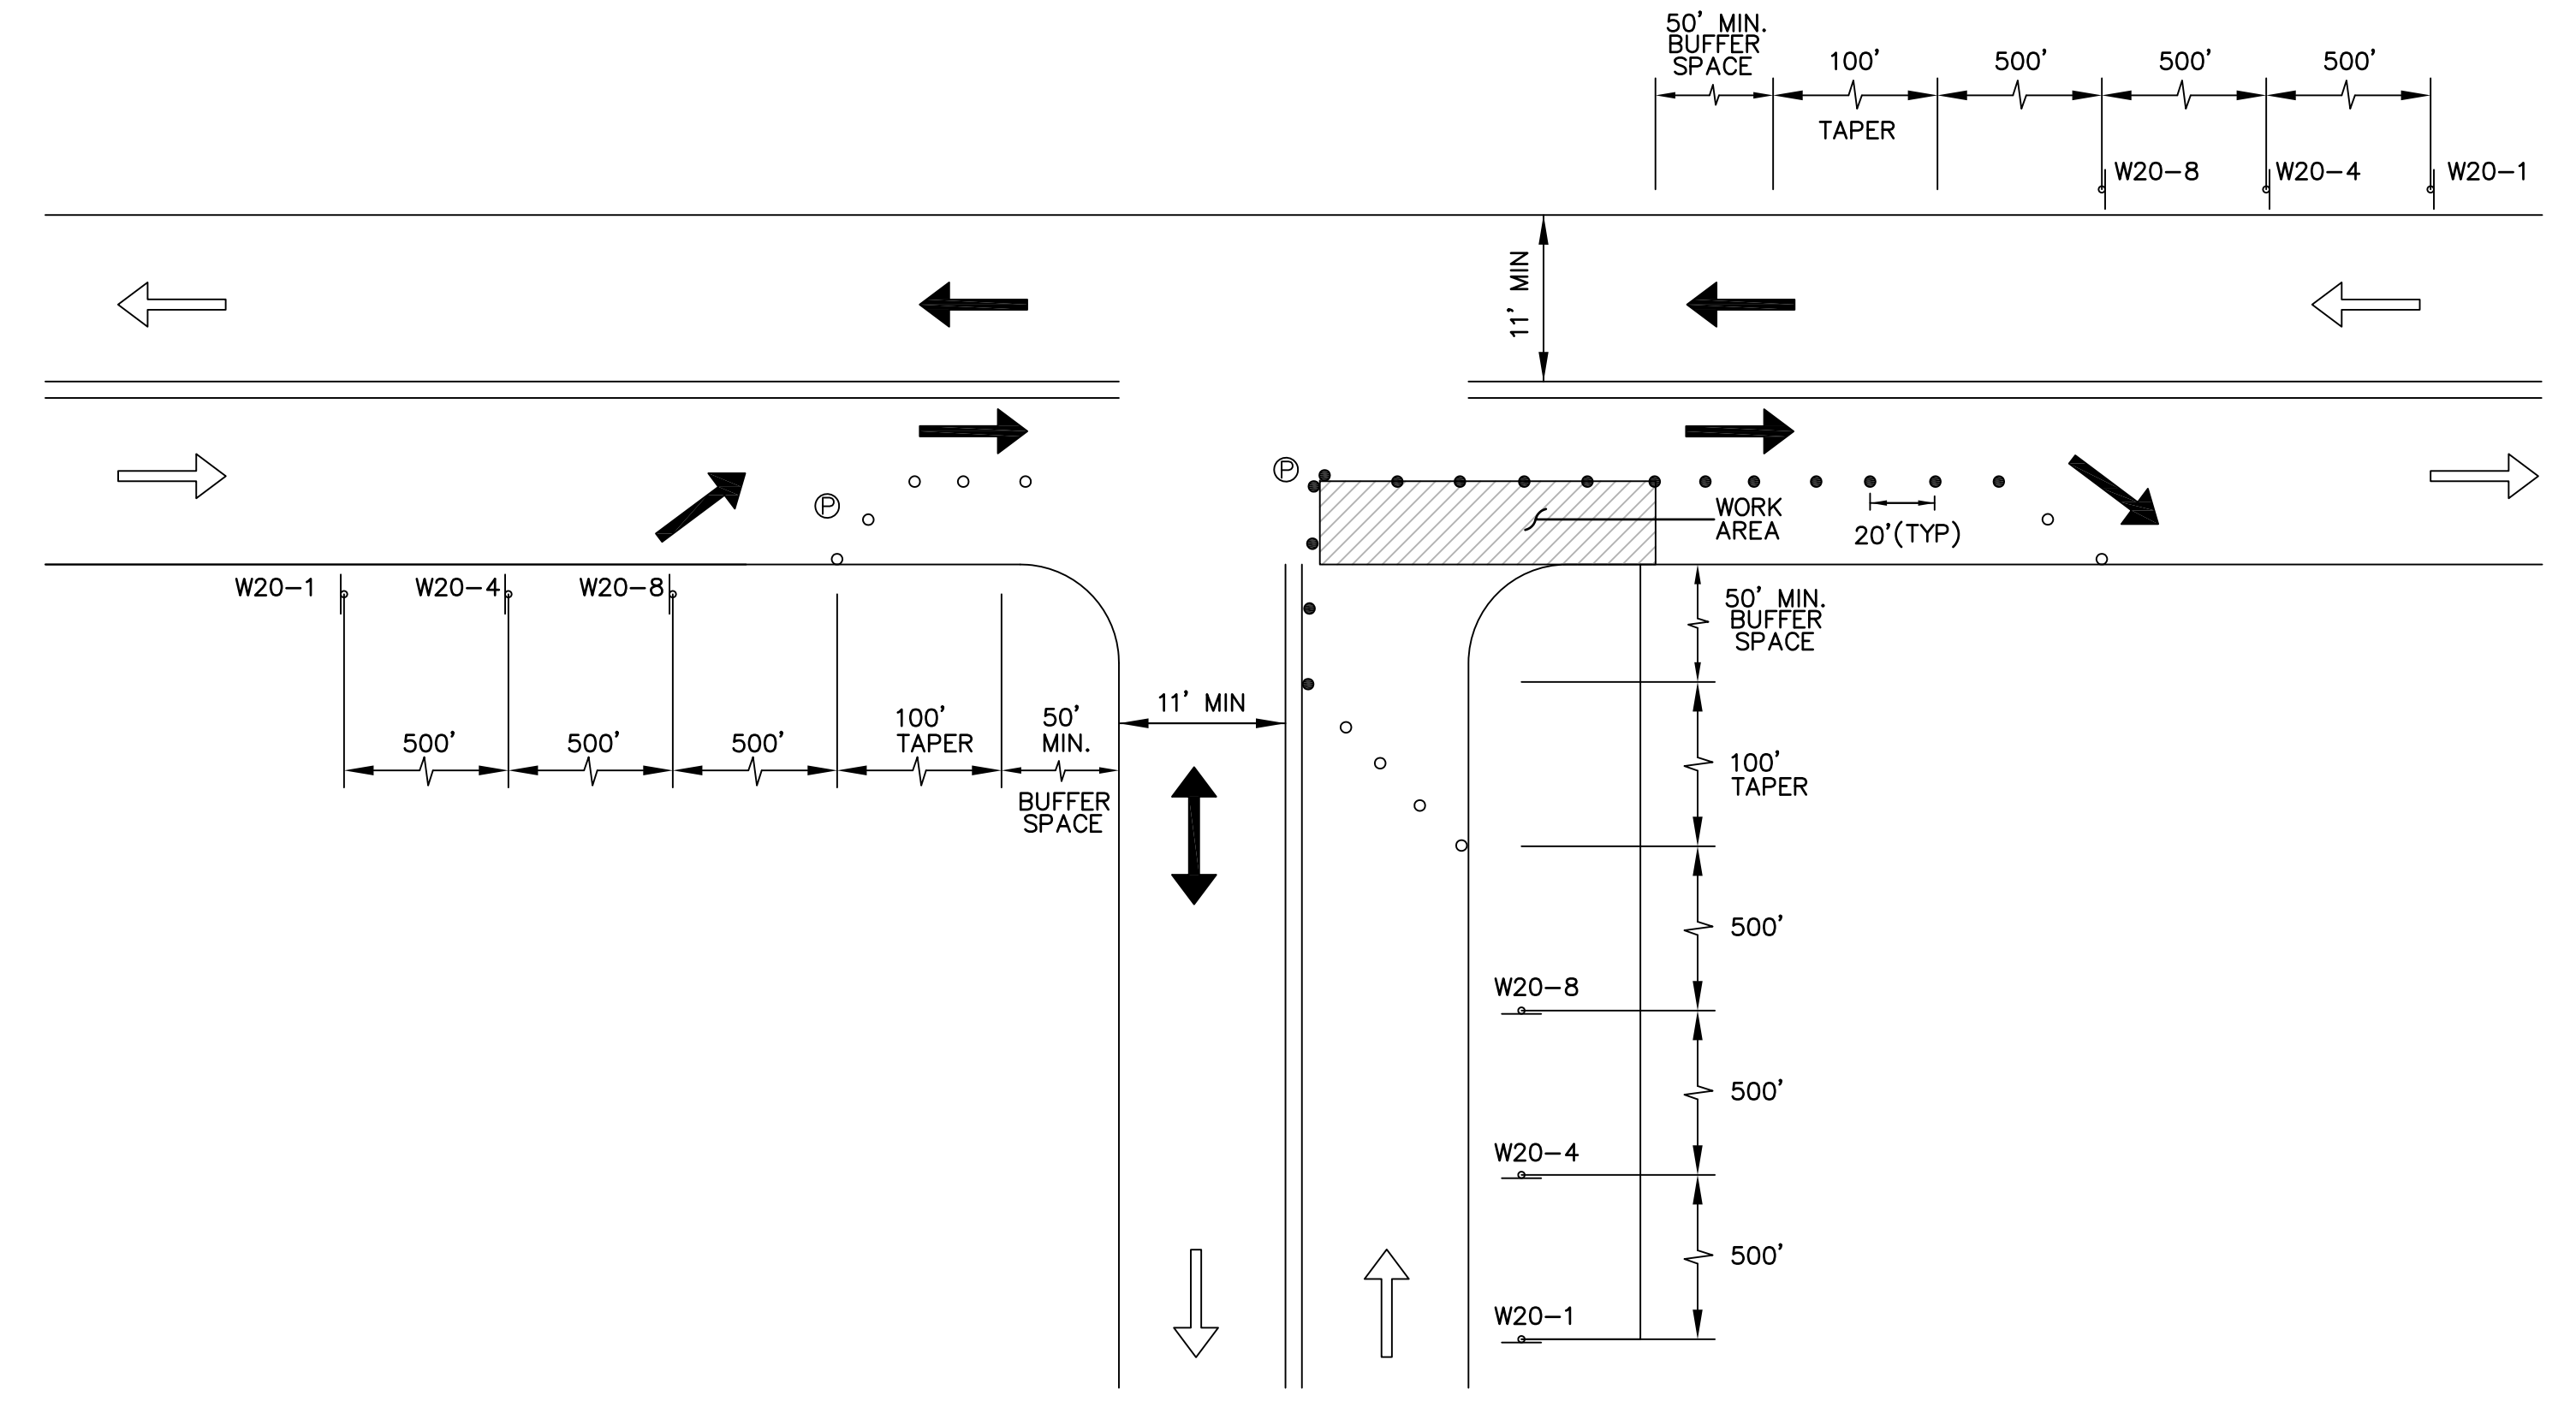 50' MIN.
BUFFER
SPACE
100'
500'
500'
500'
TAPER
W20-8
W20-4
W20-1
11' MIN
P
P
WORK
AREA
20'(TYP)
W20-1
W20-4
W20-8
50' MIN.
BUFFER
SPACE
11' MIN
500'
500'
500'
100'
TAPER
50'
MIN.
BUFFER
SPACE
100'
TAPER
500'
W20-8
500'
W20-4
500'
W20-1